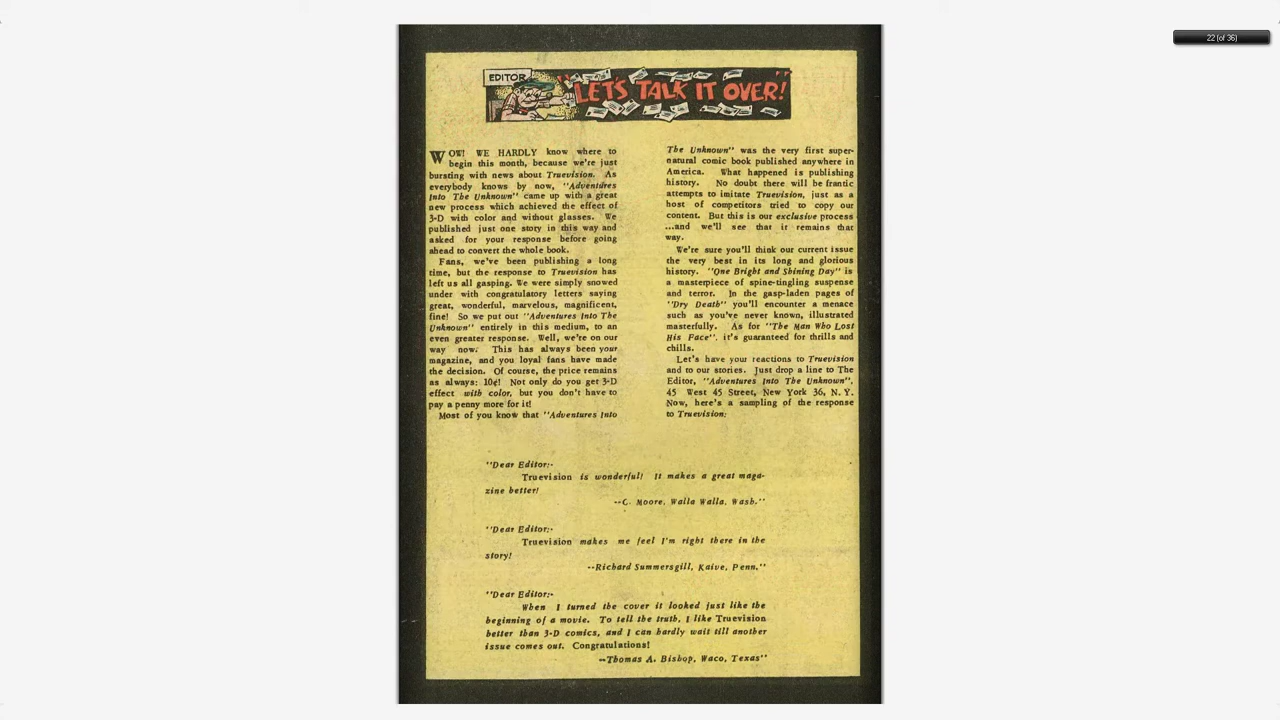 22 (of 36)
EDITOR
"LET'S TALK IT OVER!"
WOW! WE HARDLY know where to
begin this month, because we're just
bursting with news about Truevision. As
everybody knows by now, "Adventures
Into The Unknown" came up with a great
new process which achieved the effect of
3-D with color and without glasses. We
published just one story in this way and
asked for your response before going
ahead to convert the whole book.
Fans, we've been publishing a long
time, but the response to Truevision has
left us all gasping. We were simply snowed
under with congratulatory letters saying
great, wonderful, marvelous, magnificent,
fine! So we put out "Adventures Into The
Unknown" entirely in this medium, to an
even greater response. Well, we're on our
way now. This has always been your
magazine, and you loyal fans have made
the decision. Of course, the price remains
as always: 10¢! Not only do you get 3-D
effect with color, but you don't have to
pay a penny more for it!
Most of you know that "Adventures Into
The Unknown" was the very first super-
natural comic book published anywhere in
America. What happened is publishing
history. No doubt there will be frantic
attempts to imitate Truevision, just as a
host of competitors tried to copy our
content. But this is our exclusive process
...and we'll see that it remains that
way.
We're sure you'll think our current issue
the very best in its long and glorious
history. "One Bright and Shining Day" is
a masterpiece of spine-tingling suspense
and terror. In the gasp-laden pages of
"Dry Death" you'll encounter a menace
such as you've never known, illustrated
masterfully. As for "The Man Who Lost
His Face", it's guaranteed for thrills and
chills.
Let's have your reactions to Truevision
and to our stories. Just drop a line to The
Editor, "Adventures Into The Unknown",
45 West 45 Street, New York 36, N.Y.
Now, here's a sampling of the response
to Truevision:
"Dear Editor:-
Truevision is wonderful! It makes a great maga-
zine better!
--C. Moore, Walla Walla, Wash."
"Dear Editor:-
Truevision makes me feel I'm right there in the
story!
--Richard Summersgill, Kaive, Penn."
"Dear Editor:-
When I turned the cover it looked just like the
beginning of a movie. To tell the truth, I like Truevision
better than 3-D comics, and I can hardly wait till another
issue comes out. Congratulations!
--Thomas A. Bishop, Waco, Texas"